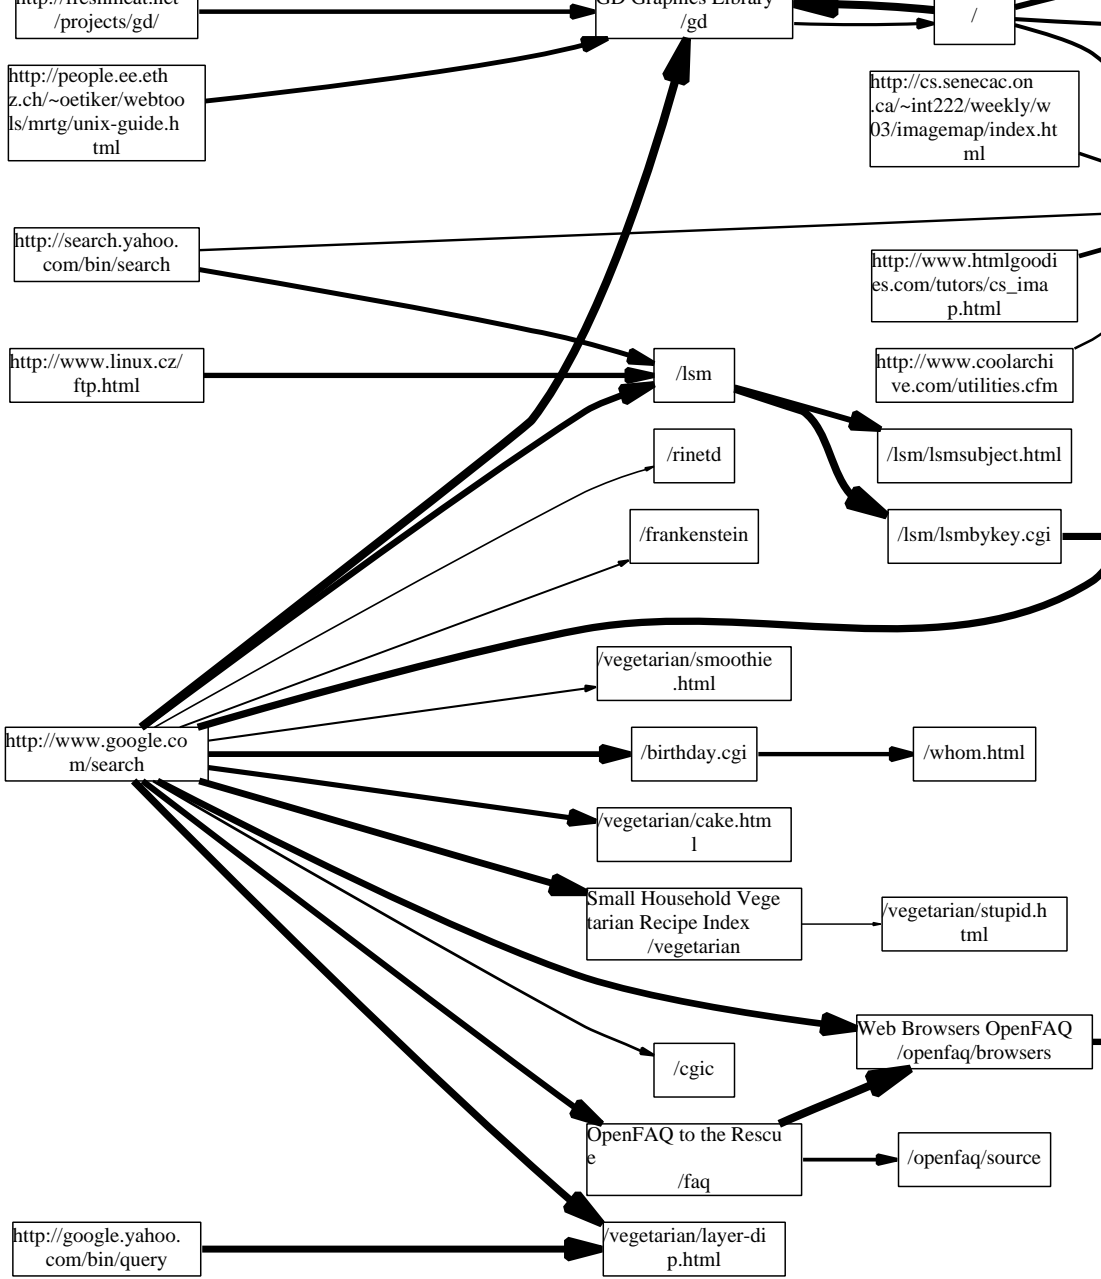 http://freshmeat.net
/projects/gd/
GD Graphics Library
/gd
/
http://people.ee.eth
z.ch/~oetiker/webtoo
ls/mrtg/unix-guide.h
tml
http://cs.senecac.on
.ca/~int222/weekly/w
03/imagemap/index.ht
ml
http://search.yahoo.
com/bin/search
http://www.htmlgoodi
es.com/tutors/cs_ima
p.html
http://www.linux.cz/
ftp.html
/lsm
http://www.coolarchi
ve.com/utilities.cfm
/rinetd
/lsm/lsmsubject.html
/frankenstein
/lsm/lsmbykey.cgi
/vegetarian/smoothie
.html
http://www.google.co
m/search
/birthday.cgi
/whom.html
/vegetarian/cake.htm
l
Small Household Vege
tarian Recipe Index
/vegetarian
/vegetarian/stupid.h
tml
Web Browsers OpenFAQ
/openfaq/browsers
/cgic
OpenFAQ to the Rescu
e
/faq
/openfaq/source
http://google.yahoo.
com/bin/query
/vegetarian/layer-di
p.html